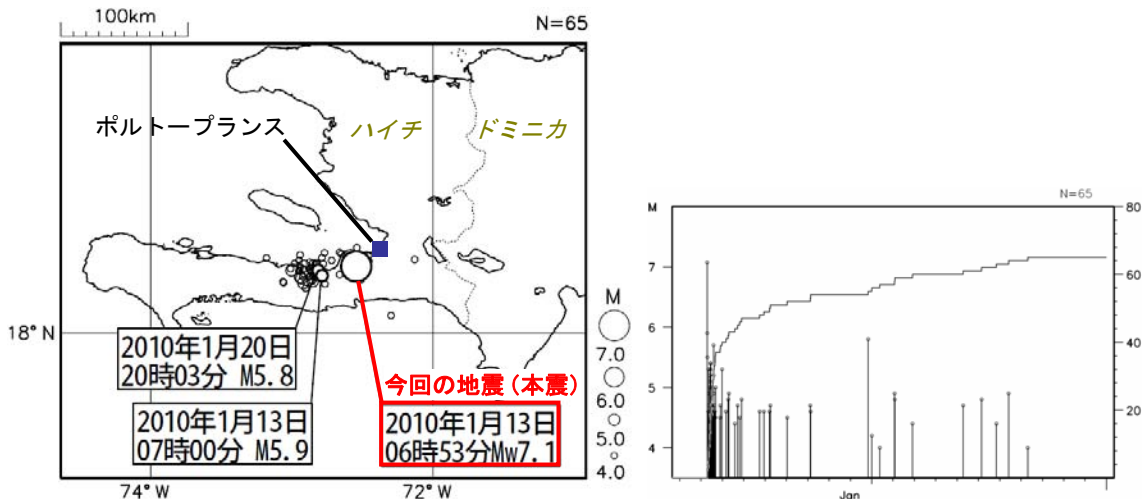 100km
N=65
ポルトープランス
ハイチ
ドミニカ
18°N
2010年1月20日
20時03分 M5.8
今回の地震(本震)
2010年1月13日
07時00分 M5.9
2010年1月13日
06時53分Mw7.1
74°W
72°W
M
7.0
6.0
5.0
4.0
N=65
M
80
7
60
6
40
5
20
4
Jan